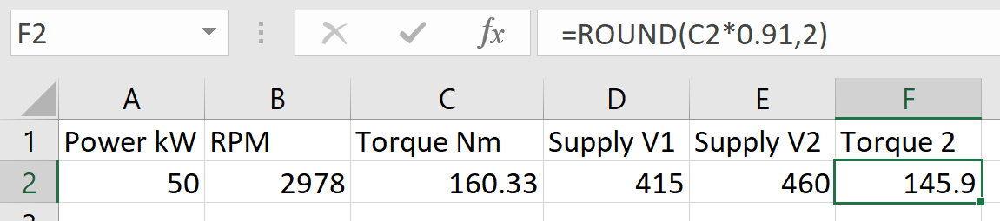 F2 fx =ROUND(C2*0.91,2)
A B C D E F
1 Power kW RPM Torque Nm Supply V1 Supply V2 Torque 2
2 50 2978 160.33 415 460 145.9